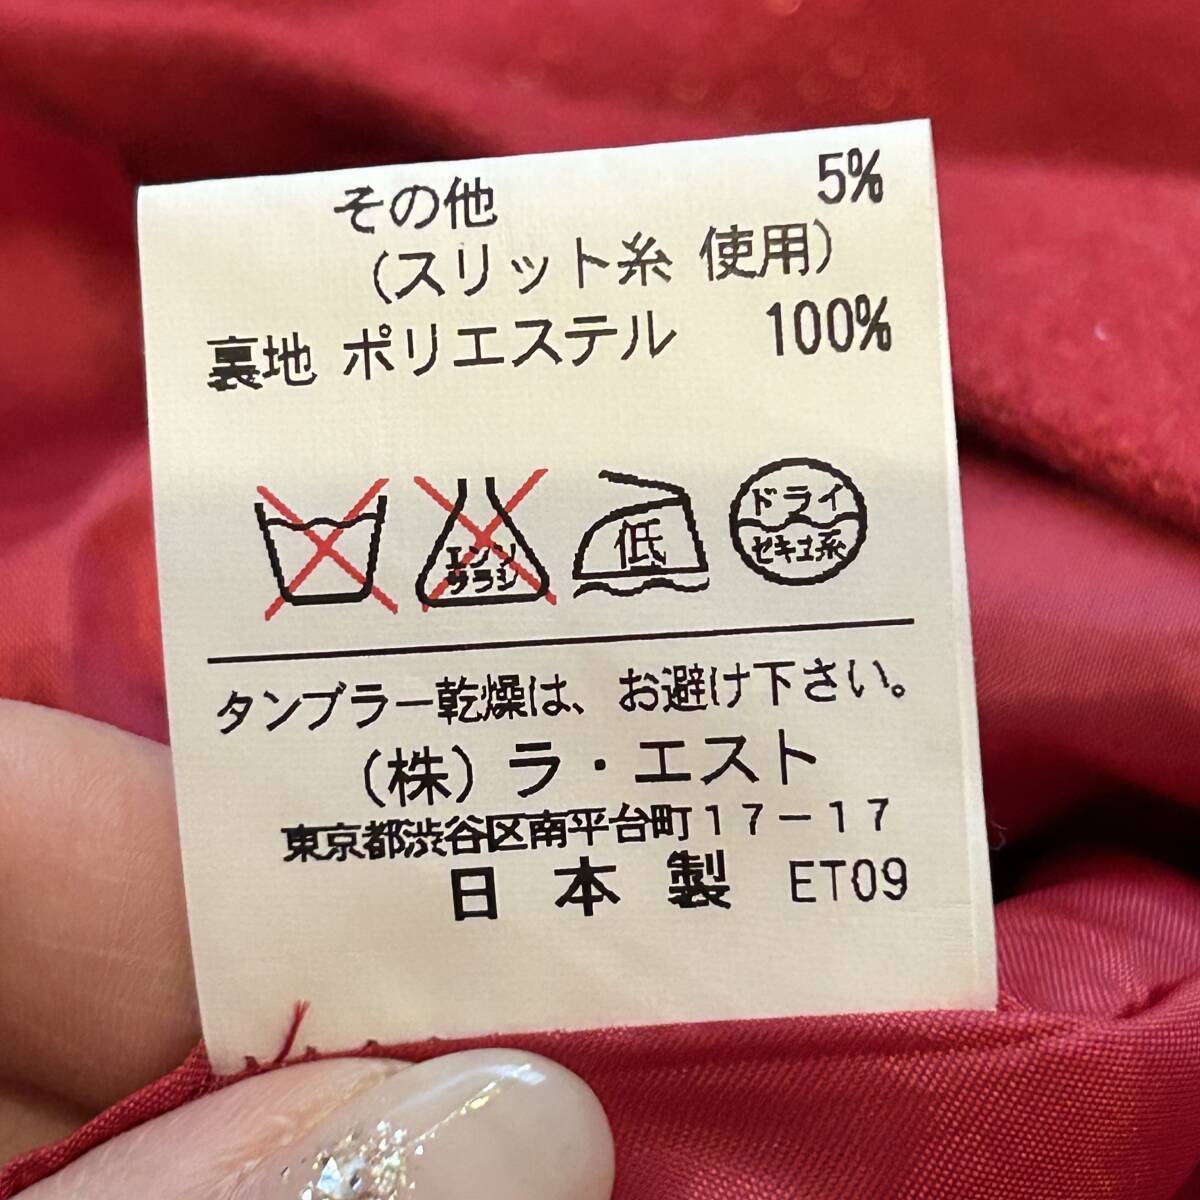 その他 5%
(スリット糸 使用)
裏地 ポリエステル 100%
エンソ
サラシ
低
ドライ
セキユ系
タンブラー乾燥は、お避け下さい。
(株)ラ・エスト
東京都渋谷区南平台町17-17
日本製 ET09